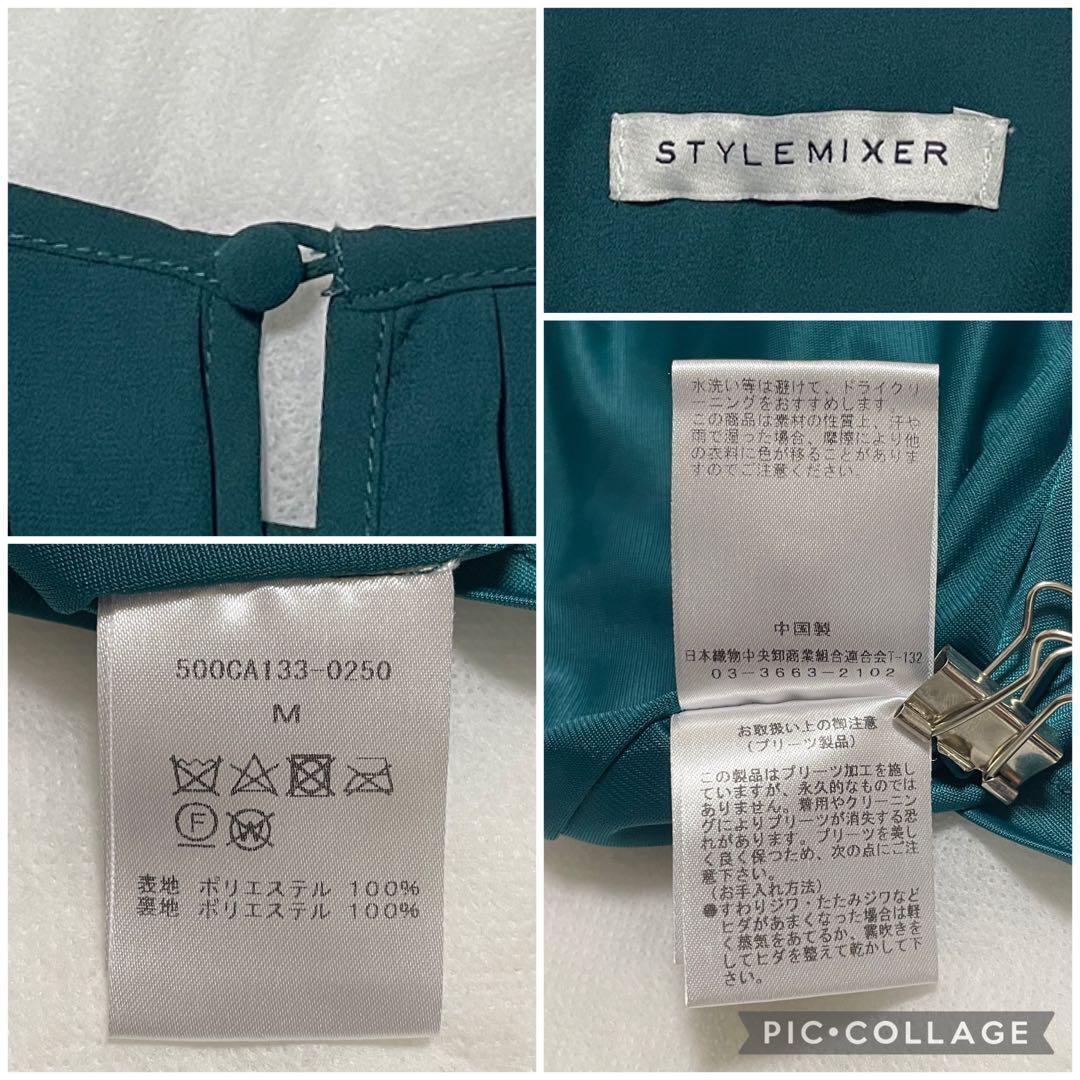 STYLEMIXER
水洗い等は避けて、ドライクリ
ーニングをおすすめします。
この商品は素材の性質上、汗や
雨で湿った場合、摩擦により他
の衣料に色が移ることがありま
すのでご注意ください。
中国製
日本織物中央卸商業組合連合会T-132
03-3663-2102
お取扱い上の御注意
(プリーツ製品)
この製品はプリーツ加工を施し
ていますが、永久的なものでは
ありません。着用やクリーニン
グによりプリーツが消失する恐
れがあります。プリーツを美し
く良く保つため、次の点にご注
意下さい。
(お手入れ方法)
●すわりジワ・たたみジワなど
ヒダがあまくなった場合は軽
く蒸気をあてるか、霧吹きを
してヒダを整えて乾かして下
さい。
500CA133-0250
M
F
W
表地 ポリエステル 100%
裏地 ポリエステル 100%
PIC•COLLAGE